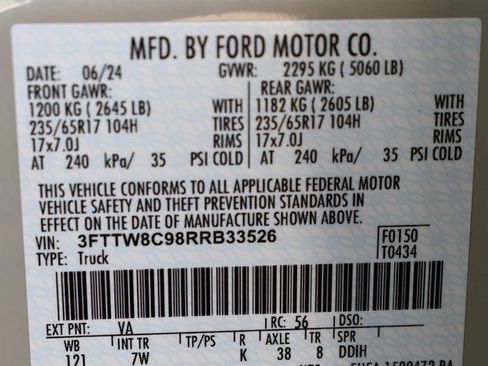 MFD. BY FORD MOTOR CO.
DATE: 06/24 GVWR: 2295 KG ( 5060 LB)
FRONT GAWR: REAR GAWR:
1200 KG ( 2645 LB) WITH 1182 KG ( 2605 LB) WITH
235/65R17 104H TIRES 235/65R17 104H TIRES
17x7.0J RIMS 17x7.0J RIMS
AT 240 kPa/ 35 PSI COLD AT 240 kPa/ 35 PSI COLD
THIS VEHICLE CONFORMS TO ALL APPLICABLE FEDERAL MOTOR
VEHICLE SAFETY AND THEFT PREVENTION STANDARDS IN
EFFECT ON THE DATE OF MANUFACTURE SHOWN ABOVE.
VIN: 3FTTW8C98RRB33526 F0150
TYPE: Truck T0434
EXT PNT: VA RC: 56 DSO:
WB INT TR TP/PS R AXLE TR SPR
121 7W K 38 8 DDIH